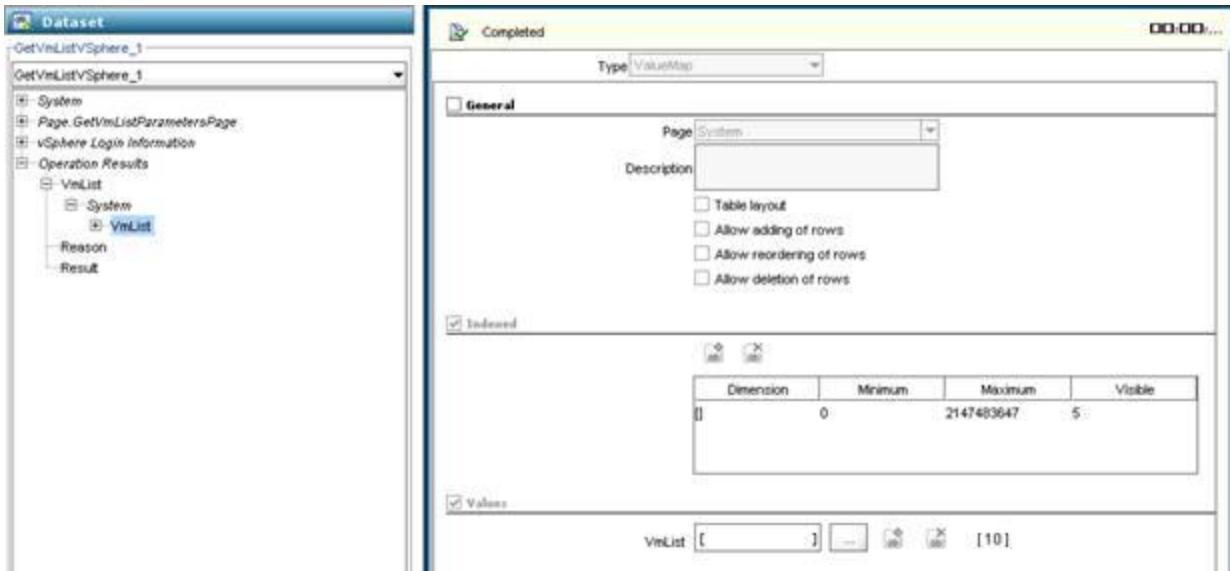 Dataset
GetVmListVSphere_1
GetVmListVSphere_1
System
Page.GetVmListParametersPage
vSphere Login Information
Operation Results
VmList
System
VmList
Reason
Result
Completed
Type ValueMap
General
Page System
Description
Table layout
Allow adding of rows
Allow reordering of rows
Allow deletion of rows
Indexed
Dimension Minimum Maximum Visible
[] 0 2147483647 5
Values
VmList [ ] ... [10]